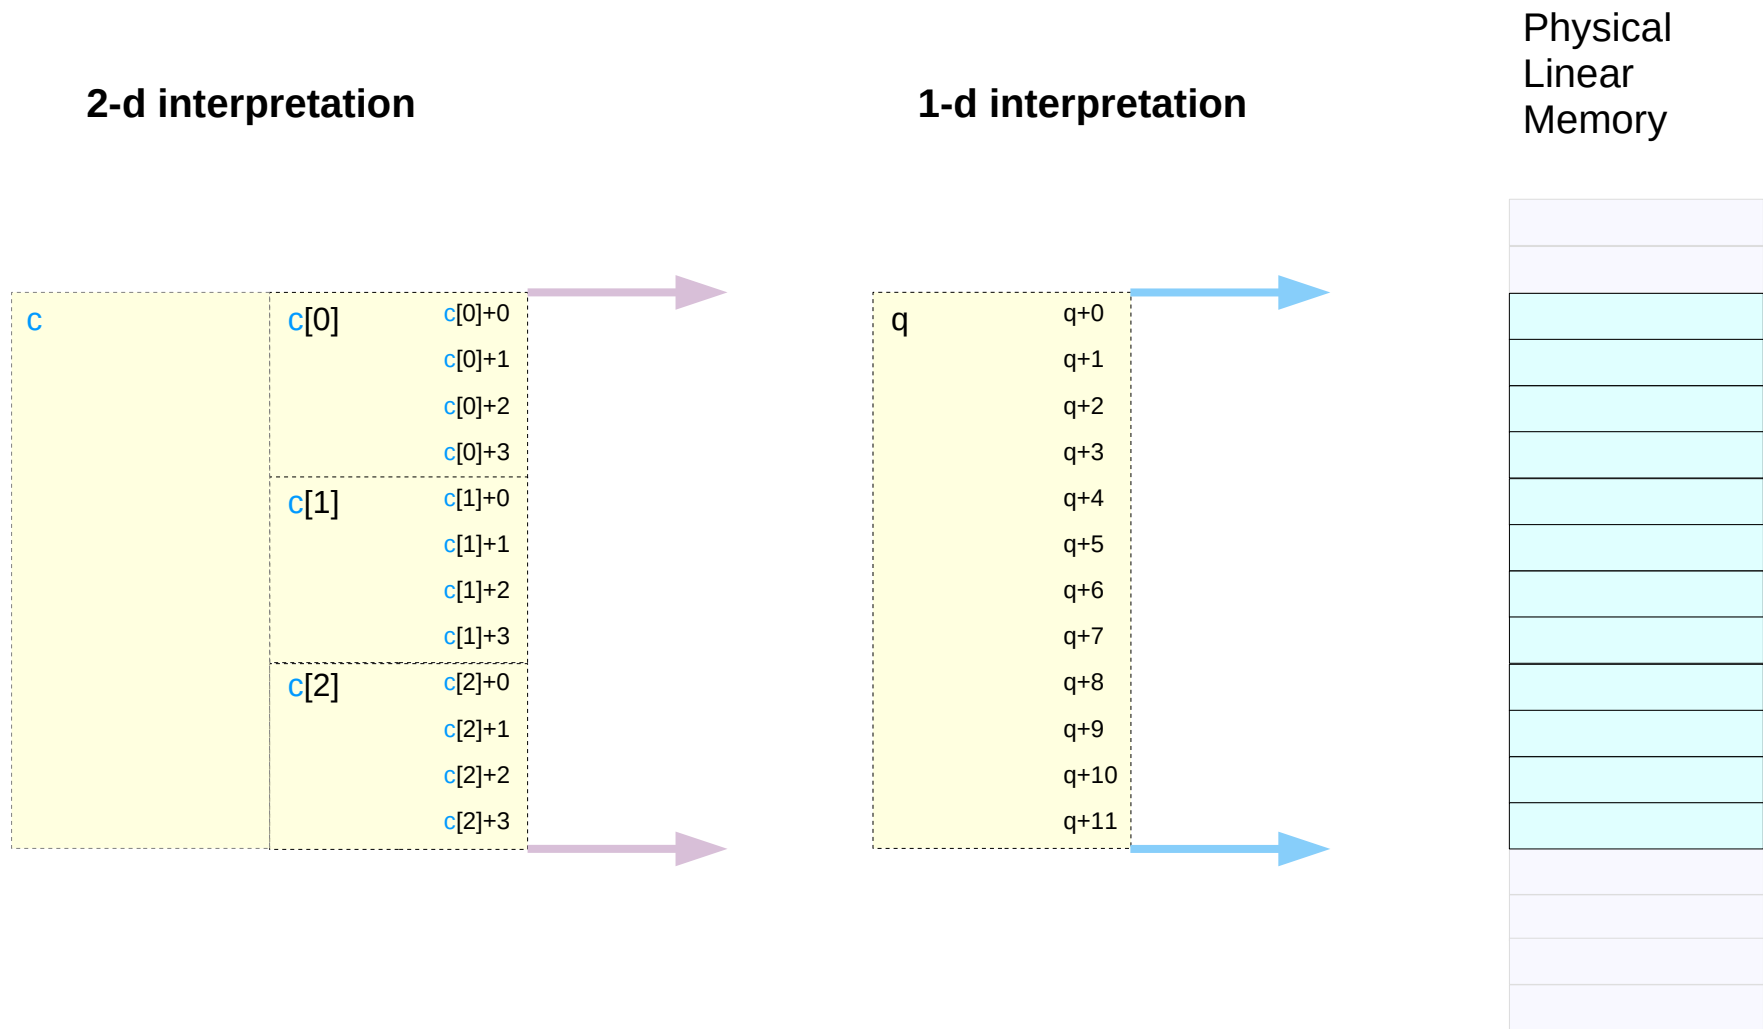 Physical
Linear
Memory
2-d interpretation
1-d interpretation
c
c[0]
c[0]+0
c[0]+1
c[0]+2
c[0]+3
c[1]
c[1]+0
c[1]+1
c[1]+2
c[1]+3
c[2]
c[2]+0
c[2]+1
c[2]+2
c[2]+3
q
q+0
q+1
q+2
q+3
q+4
q+5
q+6
q+7
q+8
q+9
q+10
q+11